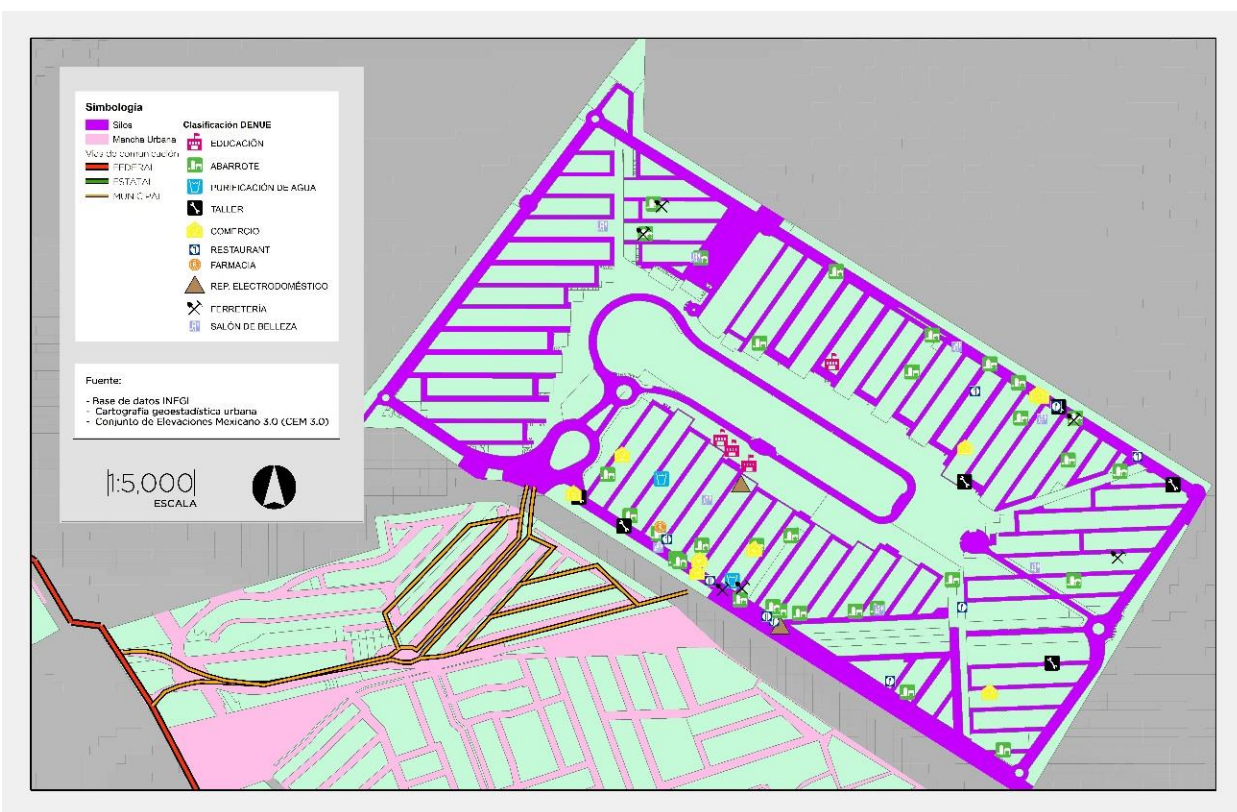 Simbología
Silos
Mancha Urbana
Vías de comunicación
FEDERAL
ESTATAL
MUNICIPAL
Clasificación DENUE
EDUCACIÓN
ABARROTE
PURIFICACIÓN DE AGUA
TALLER
COMERCIO
RESTAURANT
FARMACIA
REP. ELECTRODOMÉSTICO
FERRETERÍA
SALÓN DE BELLEZA
Fuente:
- Base de datos INEGI
- Cartografía geoestadística urbana
- Conjunto de Elevaciones Mexicano 3.0 (CEM 3.0)
1:5,000
ESCALA